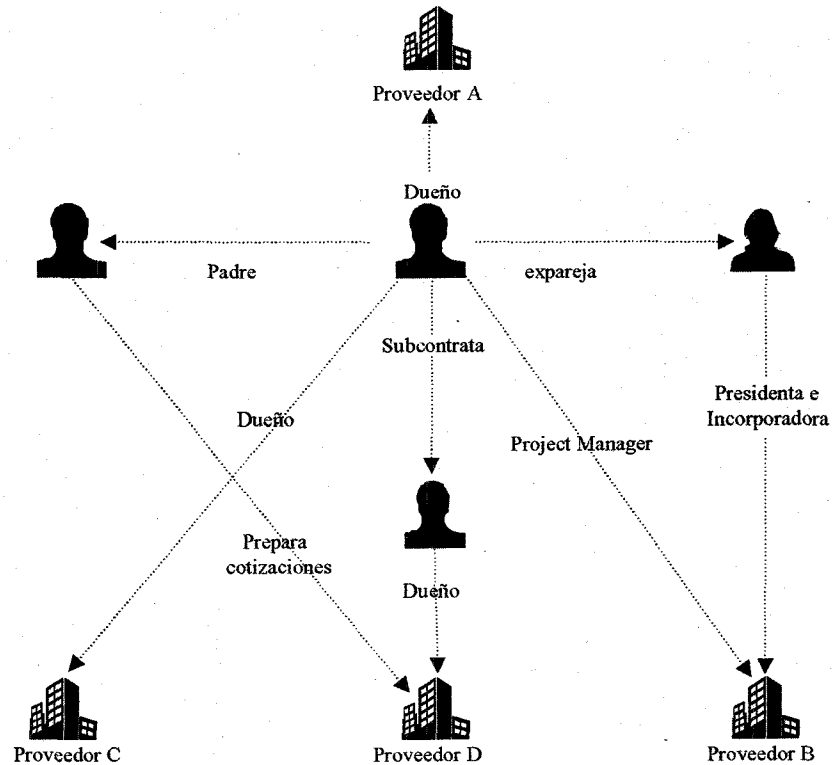 Proveedor A
Dueño
Padre
expareja
Subcontrata
Presidenta e
Incorporadora
Dueño
Project Manager
Prepara
cotizaciones
Dueño
Proveedor C
Proveedor D
Proveedor B